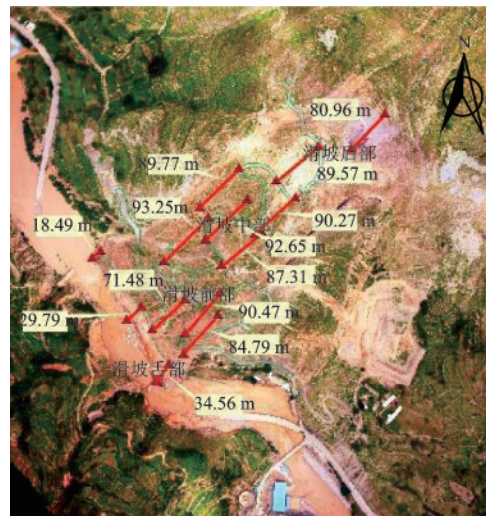 N
80.96 m
滑坡后部
89.77 m
89.57 m
93.25m
90.27 m
18.49 m
滑坡中部
92.65 m
71.48 m
87.31 m
滑坡前部
90.47 m
29.79 m
84.79 m
滑坡舌部
34.56 m